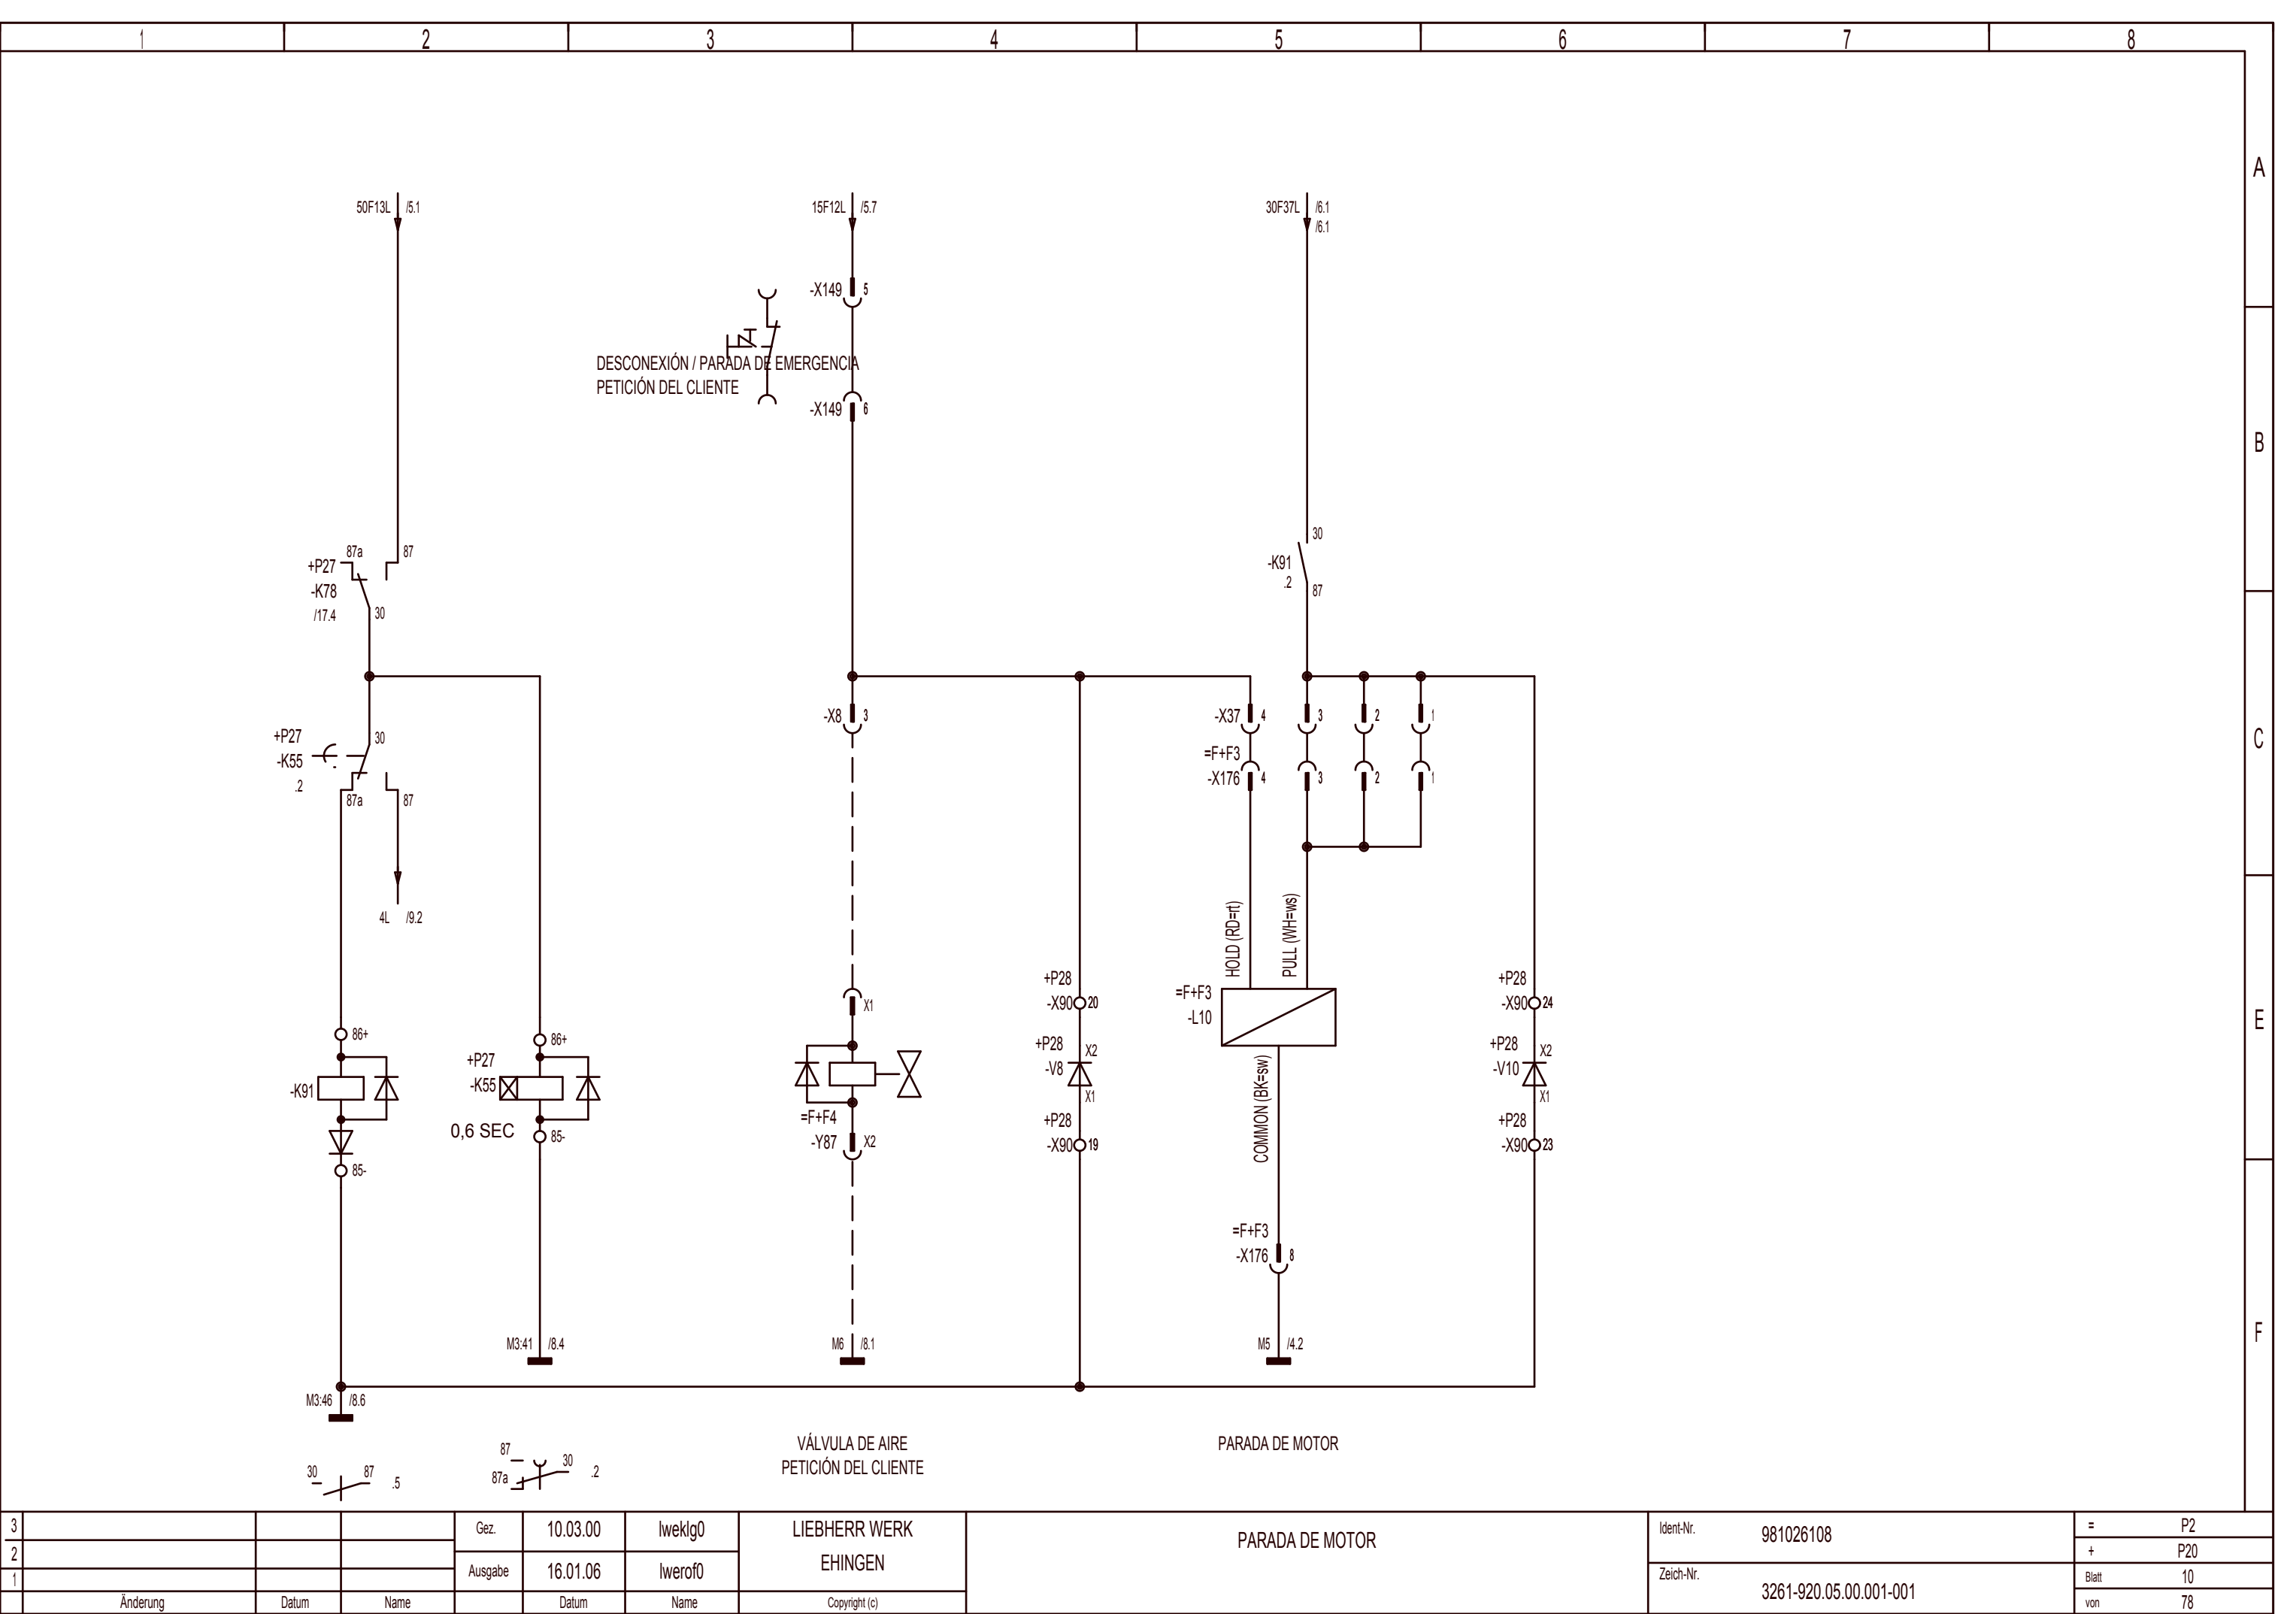 1 2 3 4 5 6 7 8
A
50F13L /5.1
15F12L /5.7
30F37L /6.1
/6.1
-X149 5
DESCONEXIÓN / PARADA DE EMERGENCIA
PETICIÓN DEL CLIENTE
-X149 6
B
87a 87
+P27
-K78
/17.4
30
30
-K91
.2
87
+P27
-K55
.2
30
87a 87
4L /9.2
-X8 3
-X37 4 3 2 1
=F+F3
-X176 4 3 2 1
C
HOLD (RD=rt)
PULL (WH=ws)
86+
-K91
85-
86+
+P27
-K55
0,6 SEC
85-
X1
=F+F4
-Y87 X2
+P28
-X90 20
+P28
-V8
X2
X1
+P28
-X90 19
=F+F3
-L10
COMMON (BK=sw)
+P28
-X90 24
+P28
-V10
X2
X1
+P28
-X90 23
E
=F+F3
-X176 8
M3:41 /8.4
M6 /8.1
M5 /4.2
F
M3:46 /8.6
VÁLVULA DE AIRE
PETICIÓN DEL CLIENTE
PARADA DE MOTOR
30 87 .5
87
87a
30 .2
3
2
1
Änderung Datum Name
Gez. 10.03.00 lweklg0
Ausgabe 16.01.06 lwerof0
Datum Name
LIEBHERR WERK
EHINGEN
Copyright (c)
PARADA DE MOTOR
Ident-Nr. 981026108
Zeich-Nr. 3261-920.05.00.001-001
= P2
+ P20
Blatt 10
von 78